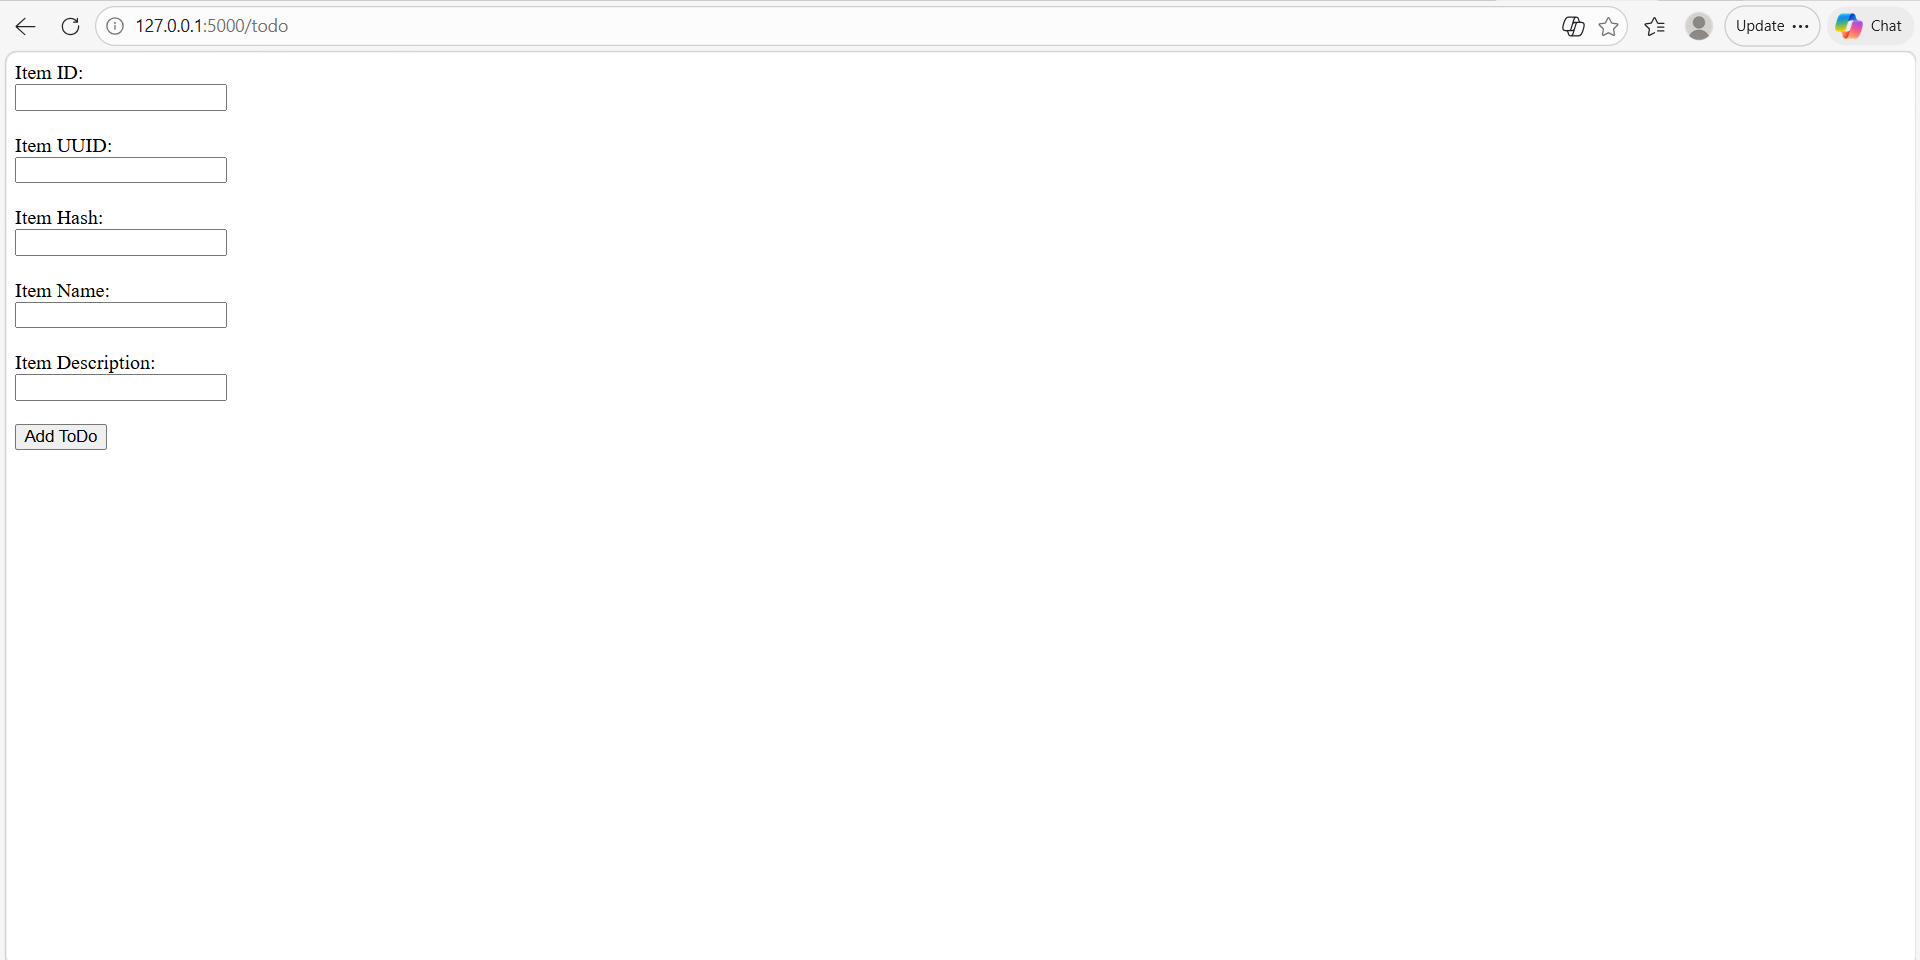 127.0.0.1:5000/todo
Update
Chat
Item ID:
Item UUID:
Item Hash:
Item Name:
Item Description:
Add ToDo